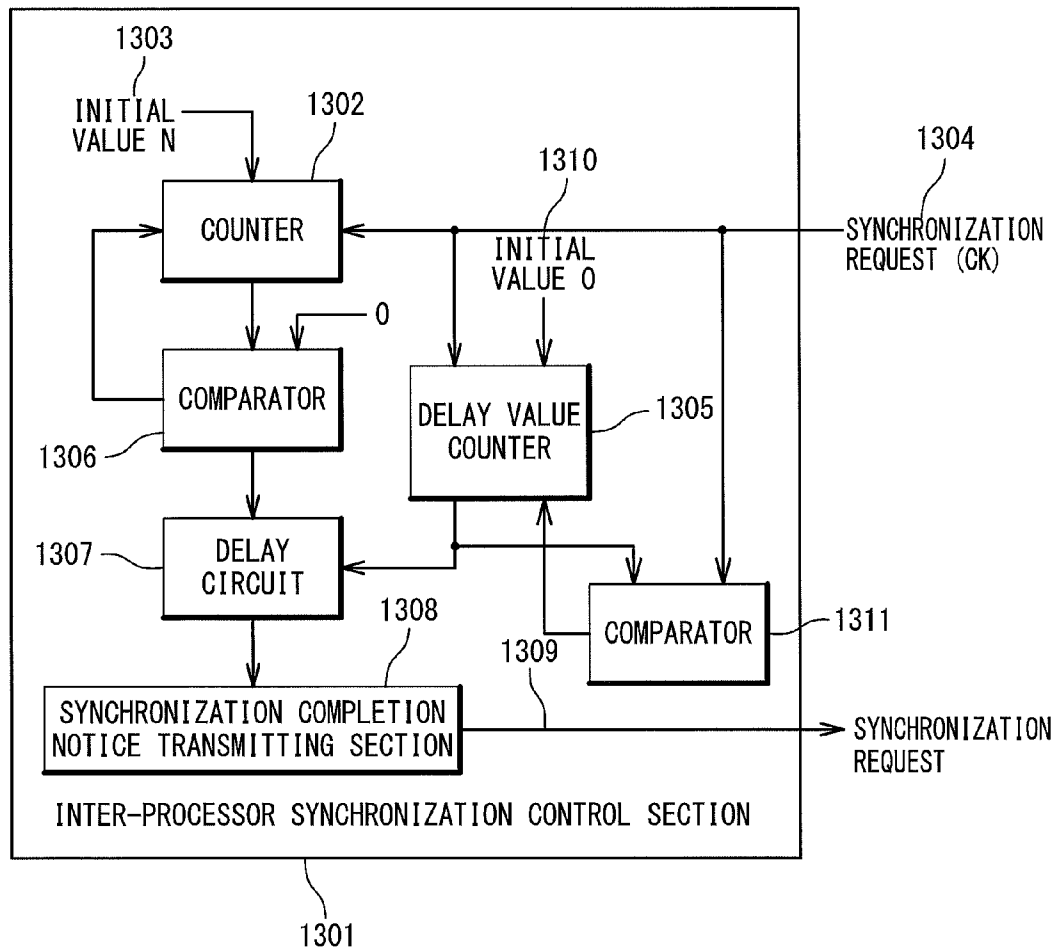 1303
INITIAL
VALUE N
1302
1310
1304
COUNTER
INITIAL
VALUE 0
SYNCHRONIZATION
REQUEST (CK)
0
COMPARATOR
1306
DELAY VALUE
COUNTER
1305
1307
DELAY
CIRCUIT
1308
1309
COMPARATOR
1311
SYNCHRONIZATION COMPLETION
NOTICE TRANSMITTING SECTION
SYNCHRONIZATION
REQUEST
INTER-PROCESSOR SYNCHRONIZATION CONTROL SECTION
1301